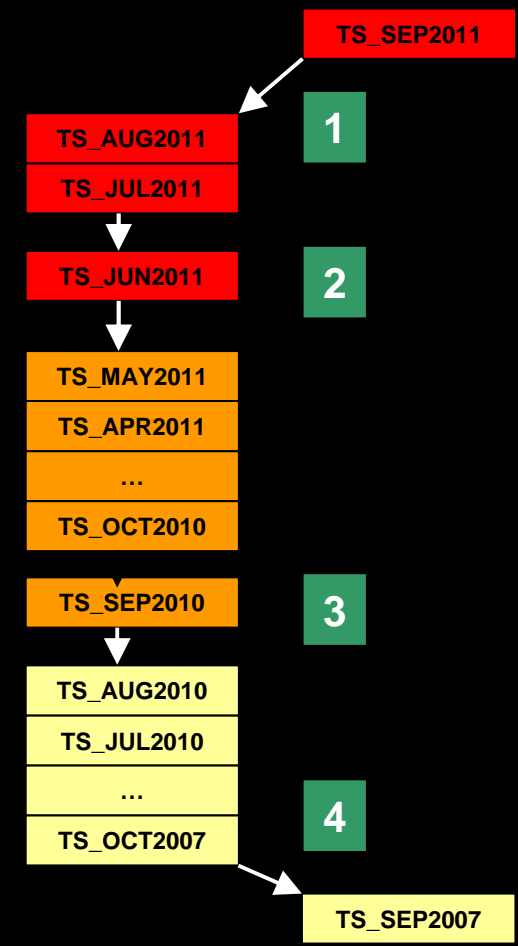 TS_SEP2011
1
TS_AUG2011
TS_JUL2011
TS_JUN2011
2
TS_MAY2011
TS_APR2011
…
TS_OCT2010
TS_SEP2010
3
TS_AUG2010
TS_JUL2010
…
4
TS_OCT2007
TS_SEP2007